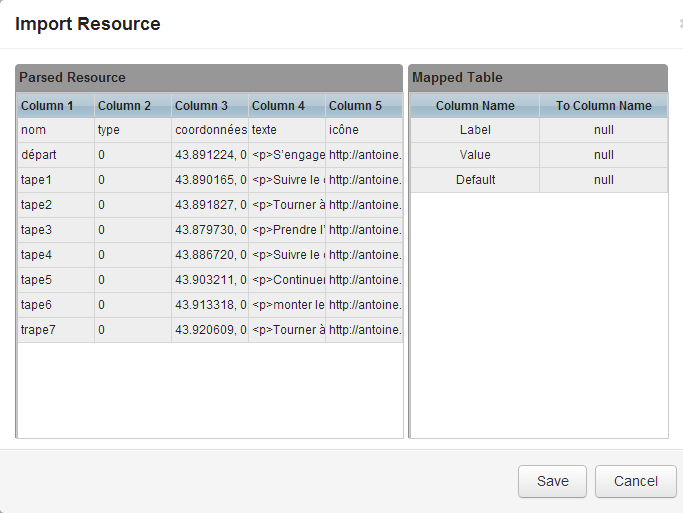 Import Resource
Parsed Resource
Column 1 Column 2 Column 3 Column 4 Column 5
nom type coordonnées texte icône
départ 0 43.891224, 0 <p>S'engage http://antoine.
tape1 0 43.890165, 0 <p>Suivre le http://antoine.
tape2 0 43.891827, 0 <p>Tourner à http://antoine.
tape3 0 43.879730, 0 <p>Prendre l' http://antoine.
tape4 0 43.886720, 0 <p>Suivre le http://antoine.
tape5 0 43.903211, 0 <p>Continuer http://antoine.
tape6 0 43.913318, 0 <p>monter le http://antoine.
trape7 0 43.920609, 0 <p>Tourner à http://antoine.
Mapped Table
Column Name To Column Name
Label null
Value null
Default null
Save Cancel